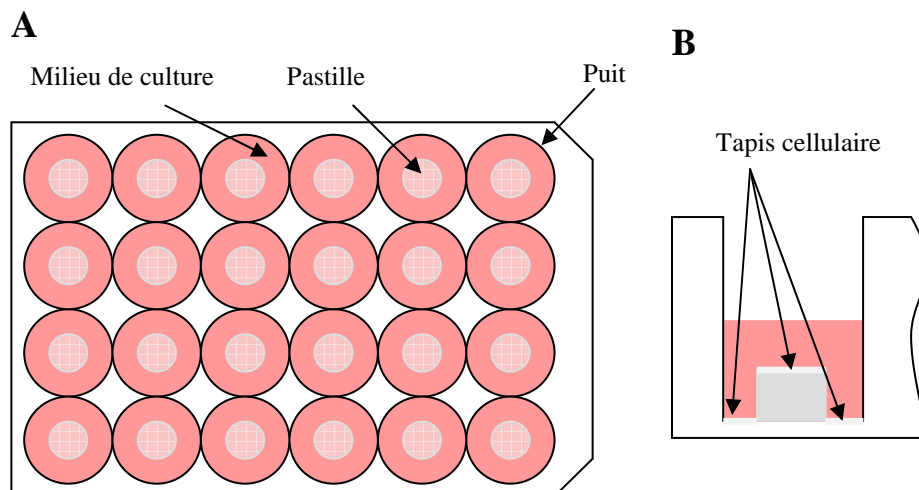 A
Milieu de culture
Pastille
Puit
B
Tapis cellulaire